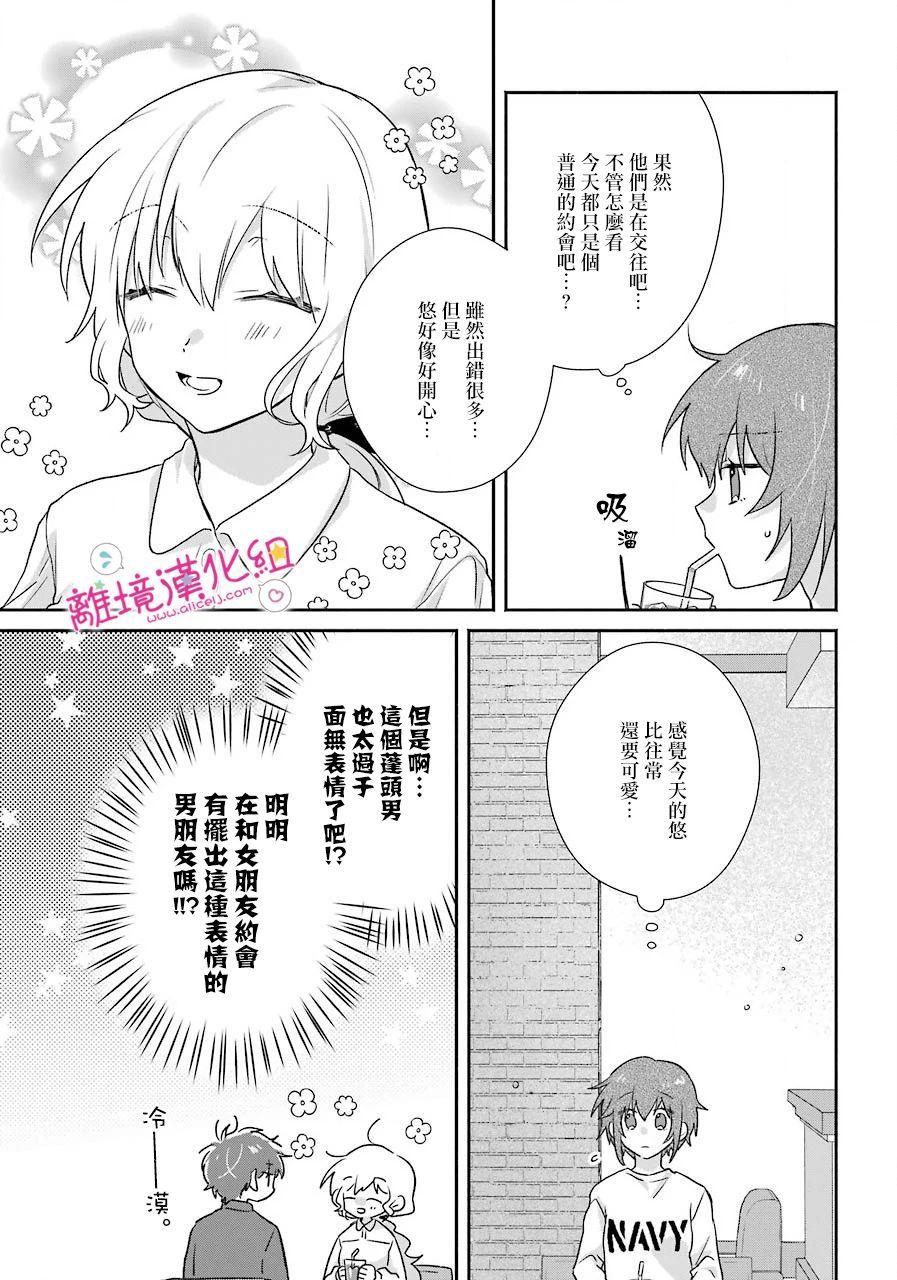 果然
他們是在交往吧…
不管怎麼看
今天都只是個
普通的約會吧…?
雖然出錯很多…
但是
悠好像好開心…
吸
溜
離境漢化組
www.alicelj.com
感覺今天的悠
比往常
還要可愛…
NAVY
但是啊…
這個蓬頭男
也太過子
面無表情了吧!?
明明
在和女朋友約會
有擺出這種表情的
男朋友嗎!!?
冷——漠。